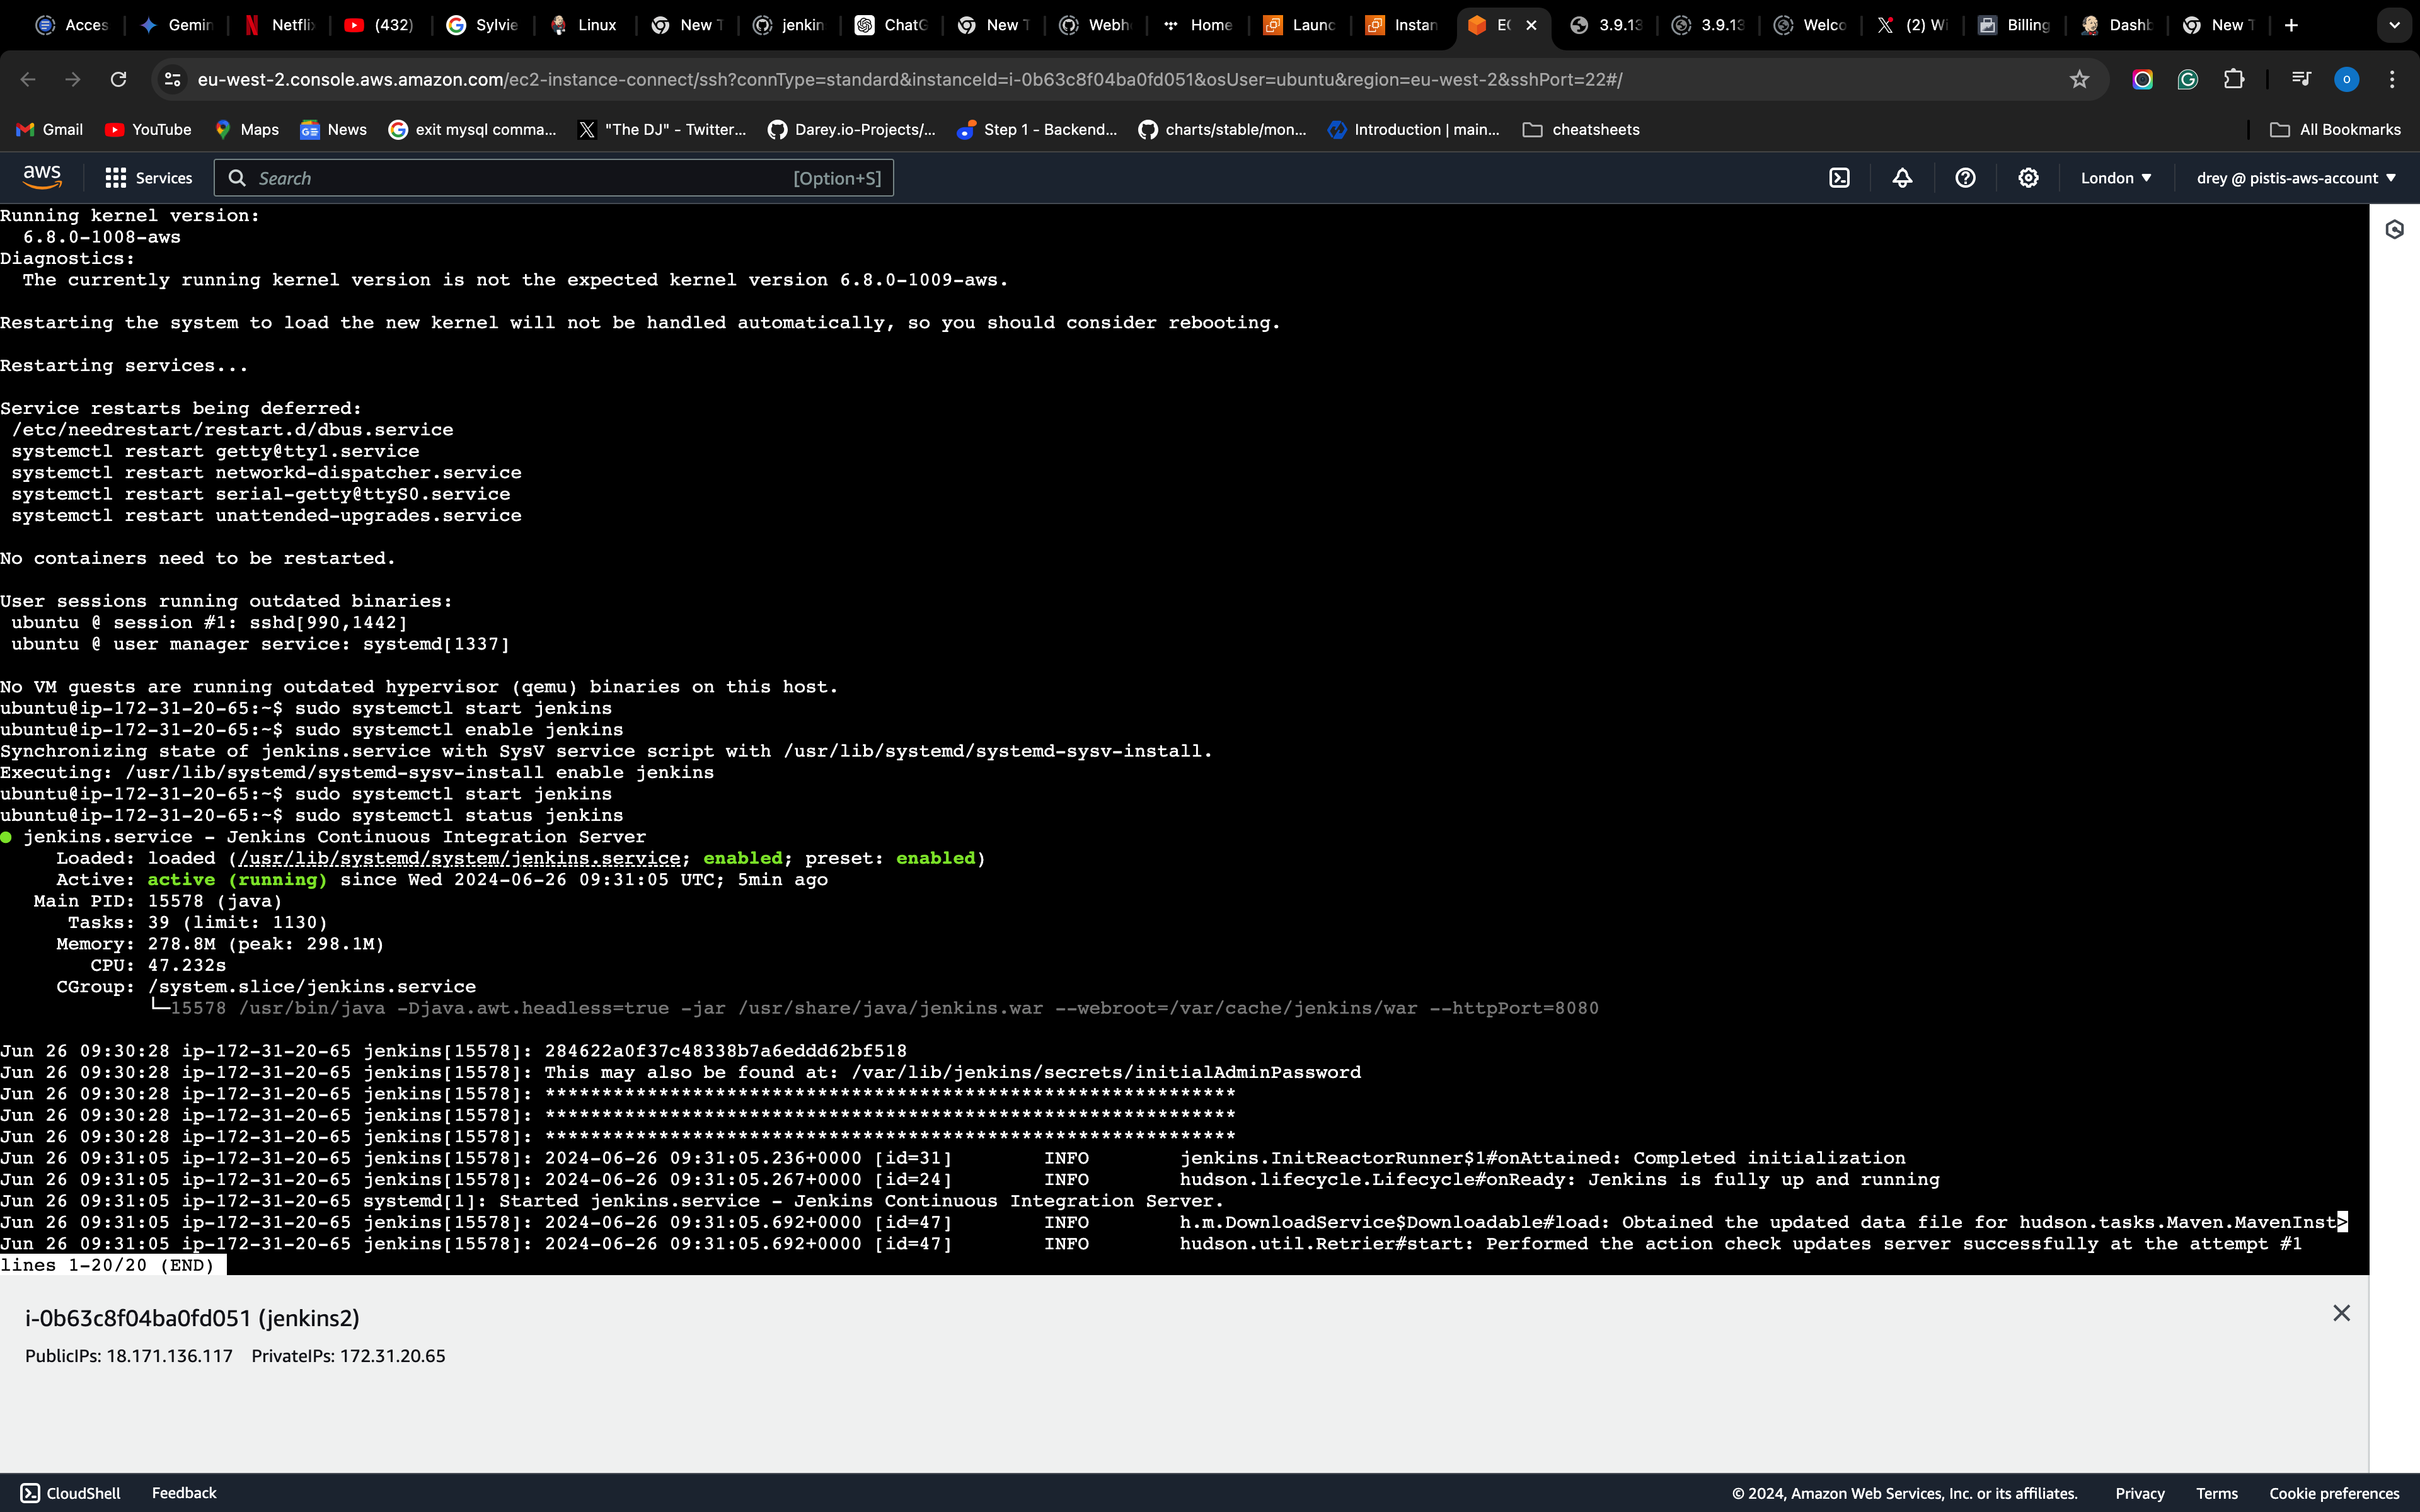 Acces
Gemin
Netflix
(432)
Sylvie
Linux
New T
jenkin
ChatG
New T
Webh
Home
Launc
Instan
EC
3.9.13
3.9.13
Welco
(2) Wi
Billing
Dashb
New T
eu-west-2.console.aws.amazon.com/ec2-instance-connect/ssh?connType=standard&instanceId=i-0b63c8f04ba0fd051&osUser=ubuntu&region=eu-west-2&sshPort=22#/
Gmail
YouTube
Maps
News
exit mysql comma...
"The DJ" - Twitter...
Darey.io-Projects/...
Step 1 - Backend...
charts/stable/mon...
Introduction | main...
cheatsheets
All Bookmarks
aws
Services
Search
[Option+S]
London
drey @ pistis-aws-account
Running kernel version:
6.8.0-1008-aws
Diagnostics:
The currently running kernel version is not the expected kernel version 6.8.0-1009-aws.
Restarting the system to load the new kernel will not be handled automatically, so you should consider rebooting.
Restarting services...
Service restarts being deferred:
/etc/needrestart/restart.d/dbus.service
systemctl restart getty@tty1.service
systemctl restart networkd-dispatcher.service
systemctl restart serial-getty@ttyS0.service
systemctl restart unattended-upgrades.service
No containers need to be restarted.
User sessions running outdated binaries:
ubuntu @ session #1: sshd[990,1442]
ubuntu @ user manager service: systemd[1337]
No VM guests are running outdated hypervisor (qemu) binaries on this host.
ubuntu@ip-172-31-20-65:~$ sudo systemctl start jenkins
ubuntu@ip-172-31-20-65:~$ sudo systemctl enable jenkins
Synchronizing state of jenkins.service with SysV service script with /usr/lib/systemd/systemd-sysv-install.
Executing: /usr/lib/systemd/systemd-sysv-install enable jenkins
ubuntu@ip-172-31-20-65:~$ sudo systemctl start jenkins
ubuntu@ip-172-31-20-65:~$ sudo systemctl status jenkins
● jenkins.service - Jenkins Continuous Integration Server
Loaded: loaded (/usr/lib/systemd/system/jenkins.service; enabled; preset: enabled)
Active: active (running) since Wed 2024-06-26 09:31:05 UTC; 5min ago
Main PID: 15578 (java)
Tasks: 39 (limit: 1130)
Memory: 278.8M (peak: 298.1M)
CPU: 47.232s
CGroup: /system.slice/jenkins.service
└─15578 /usr/bin/java -Djava.awt.headless=true -jar /usr/share/java/jenkins.war --webroot=/var/cache/jenkins/war --httpPort=8080
Jun 26 09:30:28 ip-172-31-20-65 jenkins[15578]: 284622a0f37c48338b7a6eddd62bf518
Jun 26 09:30:28 ip-172-31-20-65 jenkins[15578]: This may also be found at: /var/lib/jenkins/secrets/initialAdminPassword
Jun 26 09:30:28 ip-172-31-20-65 jenkins[15578]: *************************************************************
Jun 26 09:30:28 ip-172-31-20-65 jenkins[15578]: *************************************************************
Jun 26 09:30:28 ip-172-31-20-65 jenkins[15578]: *************************************************************
Jun 26 09:31:05 ip-172-31-20-65 jenkins[15578]: 2024-06-26 09:31:05.236+0000 [id=31] INFO jenkins.InitReactorRunner$1#onAttained: Completed initialization
Jun 26 09:31:05 ip-172-31-20-65 jenkins[15578]: 2024-06-26 09:31:05.267+0000 [id=24] INFO hudson.lifecycle.Lifecycle#onReady: Jenkins is fully up and running
Jun 26 09:31:05 ip-172-31-20-65 systemd[1]: Started jenkins.service - Jenkins Continuous Integration Server.
Jun 26 09:31:05 ip-172-31-20-65 jenkins[15578]: 2024-06-26 09:31:05.692+0000 [id=47] INFO h.m.DownloadService$Downloadable#load: Obtained the updated data file for hudson.tasks.Maven.MavenInst>
Jun 26 09:31:05 ip-172-31-20-65 jenkins[15578]: 2024-06-26 09:31:05.692+0000 [id=47] INFO hudson.util.Retrier#start: Performed the action check updates server successfully at the attempt #1
lines 1-20/20 (END)
i-0b63c8f04ba0fd051 (jenkins2)
PublicIPs: 18.171.136.117 PrivateIPs: 172.31.20.65
CloudShell
Feedback
© 2024, Amazon Web Services, Inc. or its affiliates.
Privacy
Terms
Cookie preferences